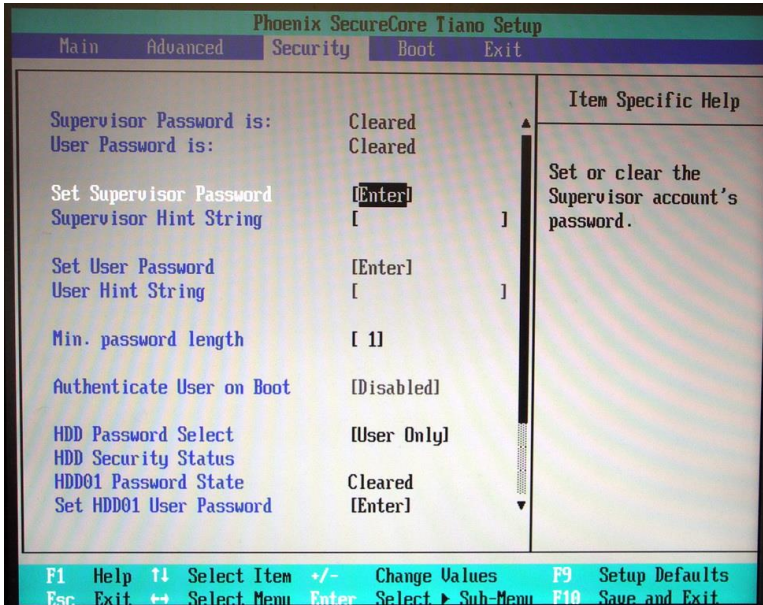 Phoenix SecureCore Tiano Setup
Main Advanced Security Boot Exit
Item Specific Help
Supervisor Password is: Cleared
User Password is: Cleared
Set or clear the
Supervisor account's
password.
Set Supervisor Password [Enter]
Supervisor Hint String [ ]
Set User Password [Enter]
User Hint String [ ]
Min. password length [ 1]
Authenticate User on Boot [Disabled]
HDD Password Select [User Only]
HDD Security Status
HDD01 Password State Cleared
Set HDD01 User Password [Enter]
F1 Help ↑↓ Select Item +/- Change Values F9 Setup Defaults
Esc Exit ↔ Select Menu Enter Select ▶ Sub-Menu F10 Save and Exit